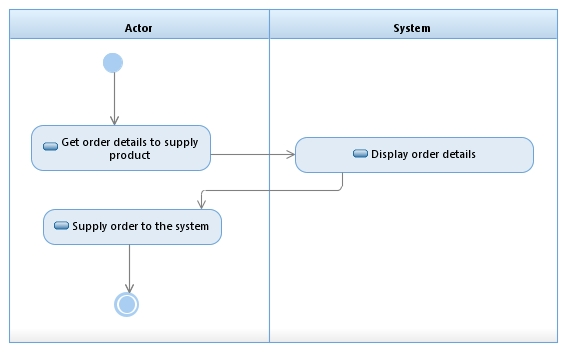 Actor
System
Get order details to supply
product
Display order details
Supply order to the system